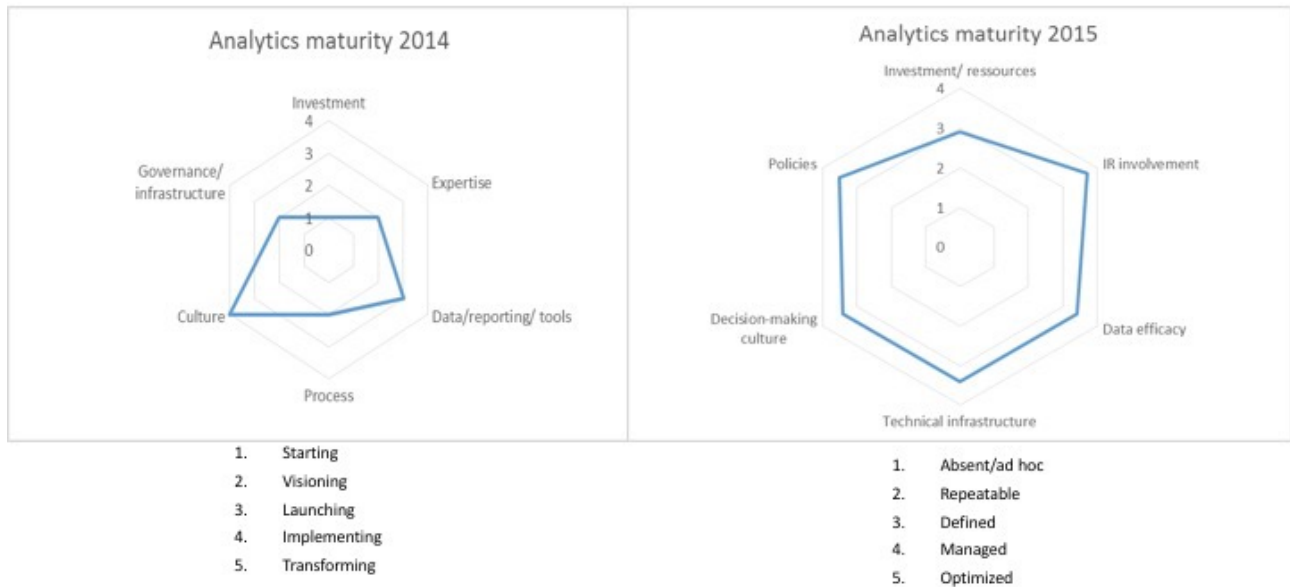 Analytics maturity 2014
Investment
4
3
2
1
0
Governance/
infrastructure
Expertise
Culture
Data/reporting/ tools
Process
1. Starting
2. Visioning
3. Launching
4. Implementing
5. Transforming
Analytics maturity 2015
Investment/ ressources
4
3
2
1
0
Policies
IR involvement
Decision-making
culture
Data efficacy
Technical infrastructure
1. Absent/ad hoc
2. Repeatable
3. Defined
4. Managed
5. Optimized